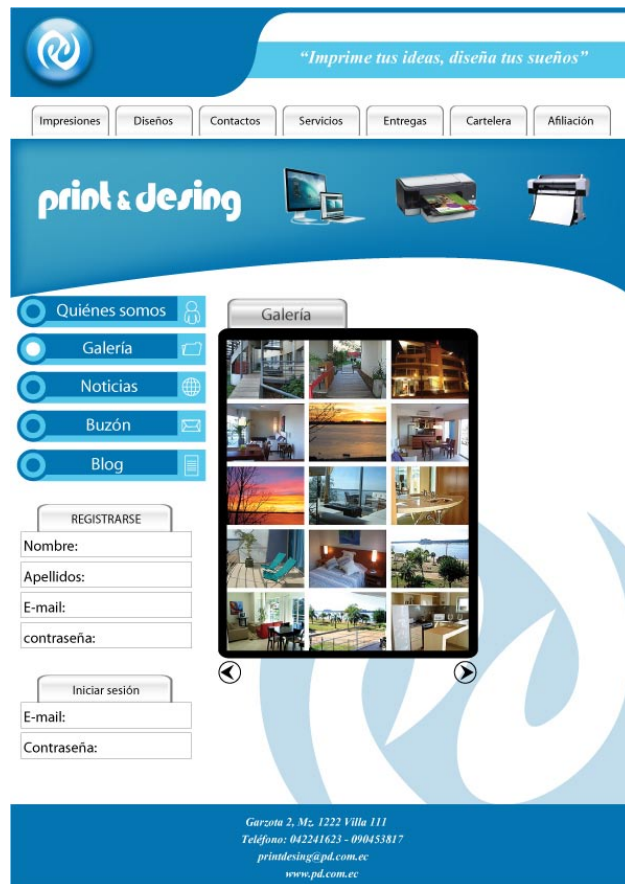 “Imprime tus ideas, diseña tus sueños”
Impresiones Diseños Contactos Servicios Entregas Cartelera Afiliación
print & desing
Quiénes somos
Galería
Noticias
Buzón
Blog
Galería
REGISTRARSE
Nombre:
Apellidos:
E-mail:
contraseña:
Iniciar sesión
E-mail:
Contraseña:
Garzota 2, Mz. 1222 Villa 111
Teléfono: 042241623 - 090453817
printdesing@pd.com.ec
www.pd.com.ec